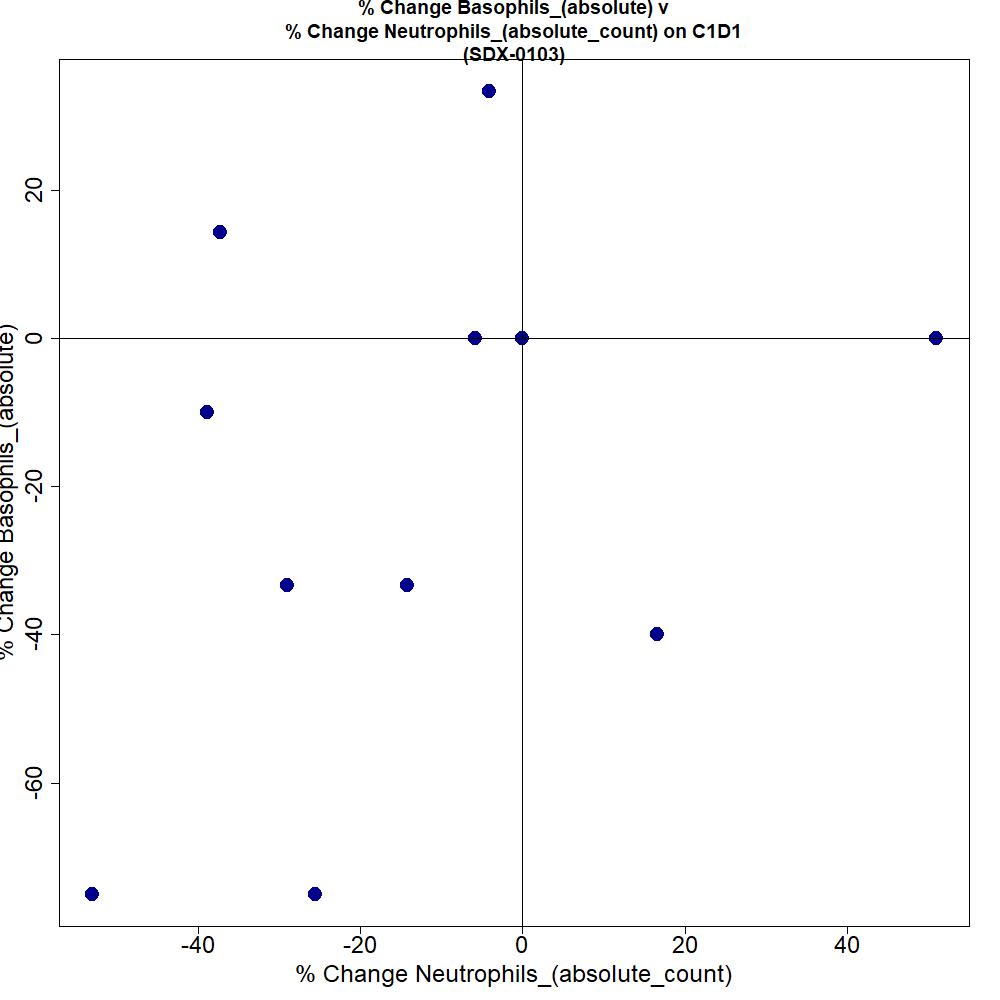 % Change Basophils_(absolute) v
% Change Neutrophils_(absolute_count) on C1D1
(SDX-0103)
% Change Basophils_(absolute)
20
0
-20
-40
-60
-40
-20
0
20
40
% Change Neutrophils_(absolute_count)